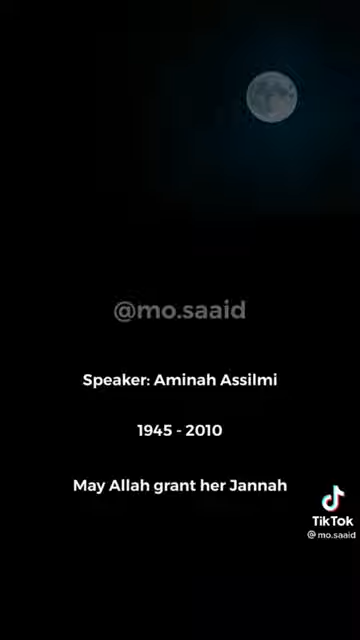 @mo.saaid
Speaker: Aminah Assilmi
1945 - 2010
May Allah grant her Jannah
TikTok
@mo.saaid